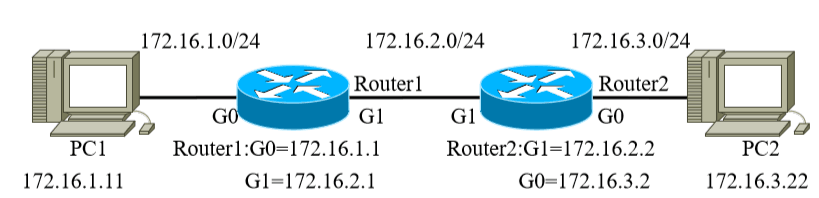 172.16.1.0/24
172.16.2.0/24
172.16.3.0/24
Router1
Router2
G0
G1
G1
G0
PC1
Router1:G0=172.16.1.1
Router2:G1=172.16.2.2
PC2
172.16.1.11
G1=172.16.2.1
G0=172.16.3.2
172.16.3.22